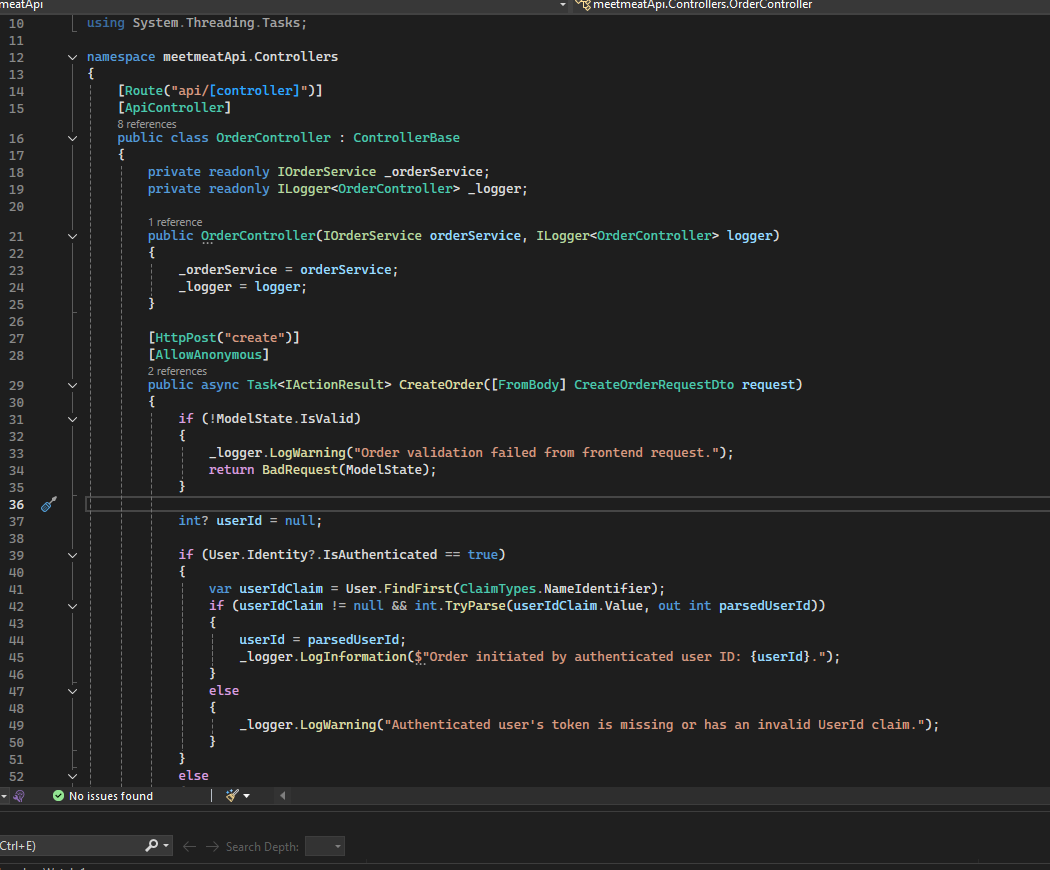 meatApi
meetmeatApi.Controllers.OrderController
10 using System.Threading.Tasks;
11
12 namespace meetmeatApi.Controllers
13 {
14 [Route("api/[controller]")]
15 [ApiController]
8 references
16 public class OrderController : ControllerBase
17 {
18 private readonly IOrderService _orderService;
19 private readonly ILogger<OrderController> _logger;
20
1 reference
21 public OrderController(IOrderService orderService, ILogger<OrderController> logger)
22 {
23 _orderService = orderService;
24 _logger = logger;
25 }
26
27 [HttpPost("create")]
28 [AllowAnonymous]
2 references
29 public async Task<IActionResult> CreateOrder([FromBody] CreateOrderRequestDto request)
30 {
31 if (!ModelState.IsValid)
32 {
33 _logger.LogWarning("Order validation failed from frontend request.");
34 return BadRequest(ModelState);
35 }
36
37 int? userId = null;
38
39 if (User.Identity?.IsAuthenticated == true)
40 {
41 var userIdClaim = User.FindFirst(ClaimTypes.NameIdentifier);
42 if (userIdClaim != null && int.TryParse(userIdClaim.Value, out int parsedUserId))
43 {
44 userId = parsedUserId;
45 _logger.LogInformation($"Order initiated by authenticated user ID: {userId}.");
46 }
47 else
48 {
49 _logger.LogWarning("Authenticated user's token is missing or has an invalid UserId claim.");
50 }
51 }
52 else
No issues found
Ctrl+E)
Search Depth: